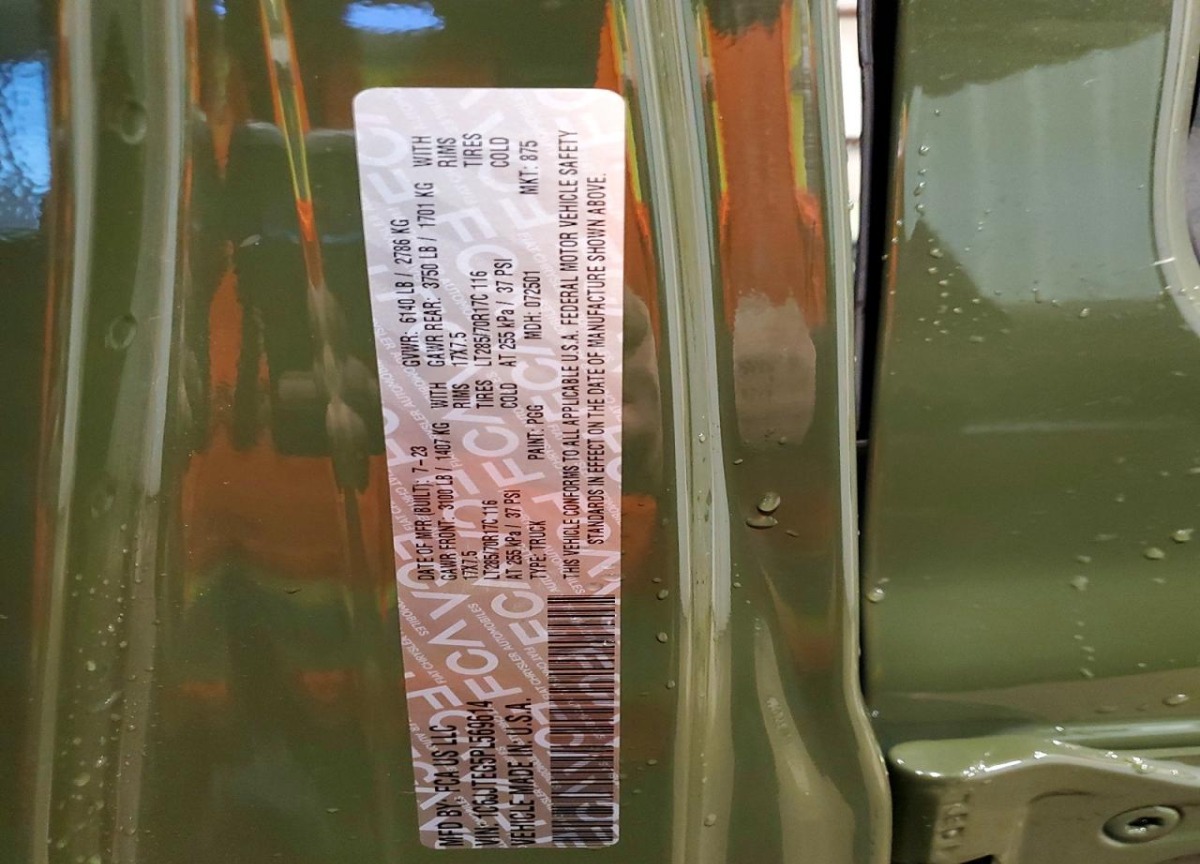 MFD BY: FCA US LLC
DATE OF MFR (BUILT): 7-23
GVWR: 6140 LB / 2786 KG
GAWR FRONT: 3100 LB / 1407 KG WITH
GAWR REAR: 3750 LB / 1701 KG WITH
17X7.5 RIMS
17X7.5 RIMS
LT285/70R17C 116 TIRES
LT285/70R17C 116 TIRES
AT 255 kPa / 37 PSI COLD
AT 255 kPa / 37 PSI COLD
VIN: 1C6JJTEG5PL569614
TYPE: TRUCK PAINT: PGG MDH: 072501 MKT: 875
VEHICLE MADE IN: U.S.A.
THIS VEHICLE CONFORMS TO ALL APPLICABLE U.S.A. FEDERAL MOTOR VEHICLE SAFETY
STANDARDS IN EFFECT ON THE DATE OF MANUFACTURE SHOWN ABOVE.